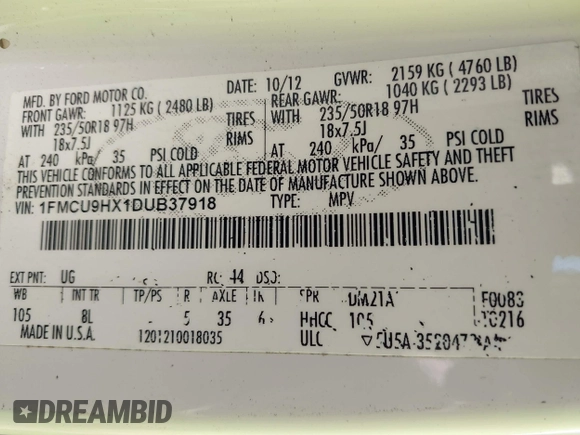 MFD. BY FORD MOTOR CO.
DATE: 10/12 GVWR: 2159 KG ( 4760 LB)
FRONT GAWR: 1125 KG ( 2480 LB)
REAR GAWR: 1040 KG ( 2293 LB)
WITH 235/50R18 97H TIRES
WITH 235/50R18 97H TIRES
18x7.5J RIMS
18x7.5J RIMS
AT 240 kPa/ 35 PSI COLD
AT 240 kPa/ 35 PSI COLD
THIS VEHICLE CONFORMS TO ALL APPLICABLE FEDERAL MOTOR VEHICLE SAFETY AND THEFT
PREVENTION STANDARDS IN EFFECT ON THE DATE OF MANUFACTURE SHOWN ABOVE.
VIN: 1FMCU9HX1DUB37918 TYPE: MPV
EXT PNT: UG RC: 44 DSO:
WB INT TR TP/PS R AXLE TR SPR
105 8L 5 35 6
MADE IN U.S.A. 1201210018035 ULC
DREAMBID